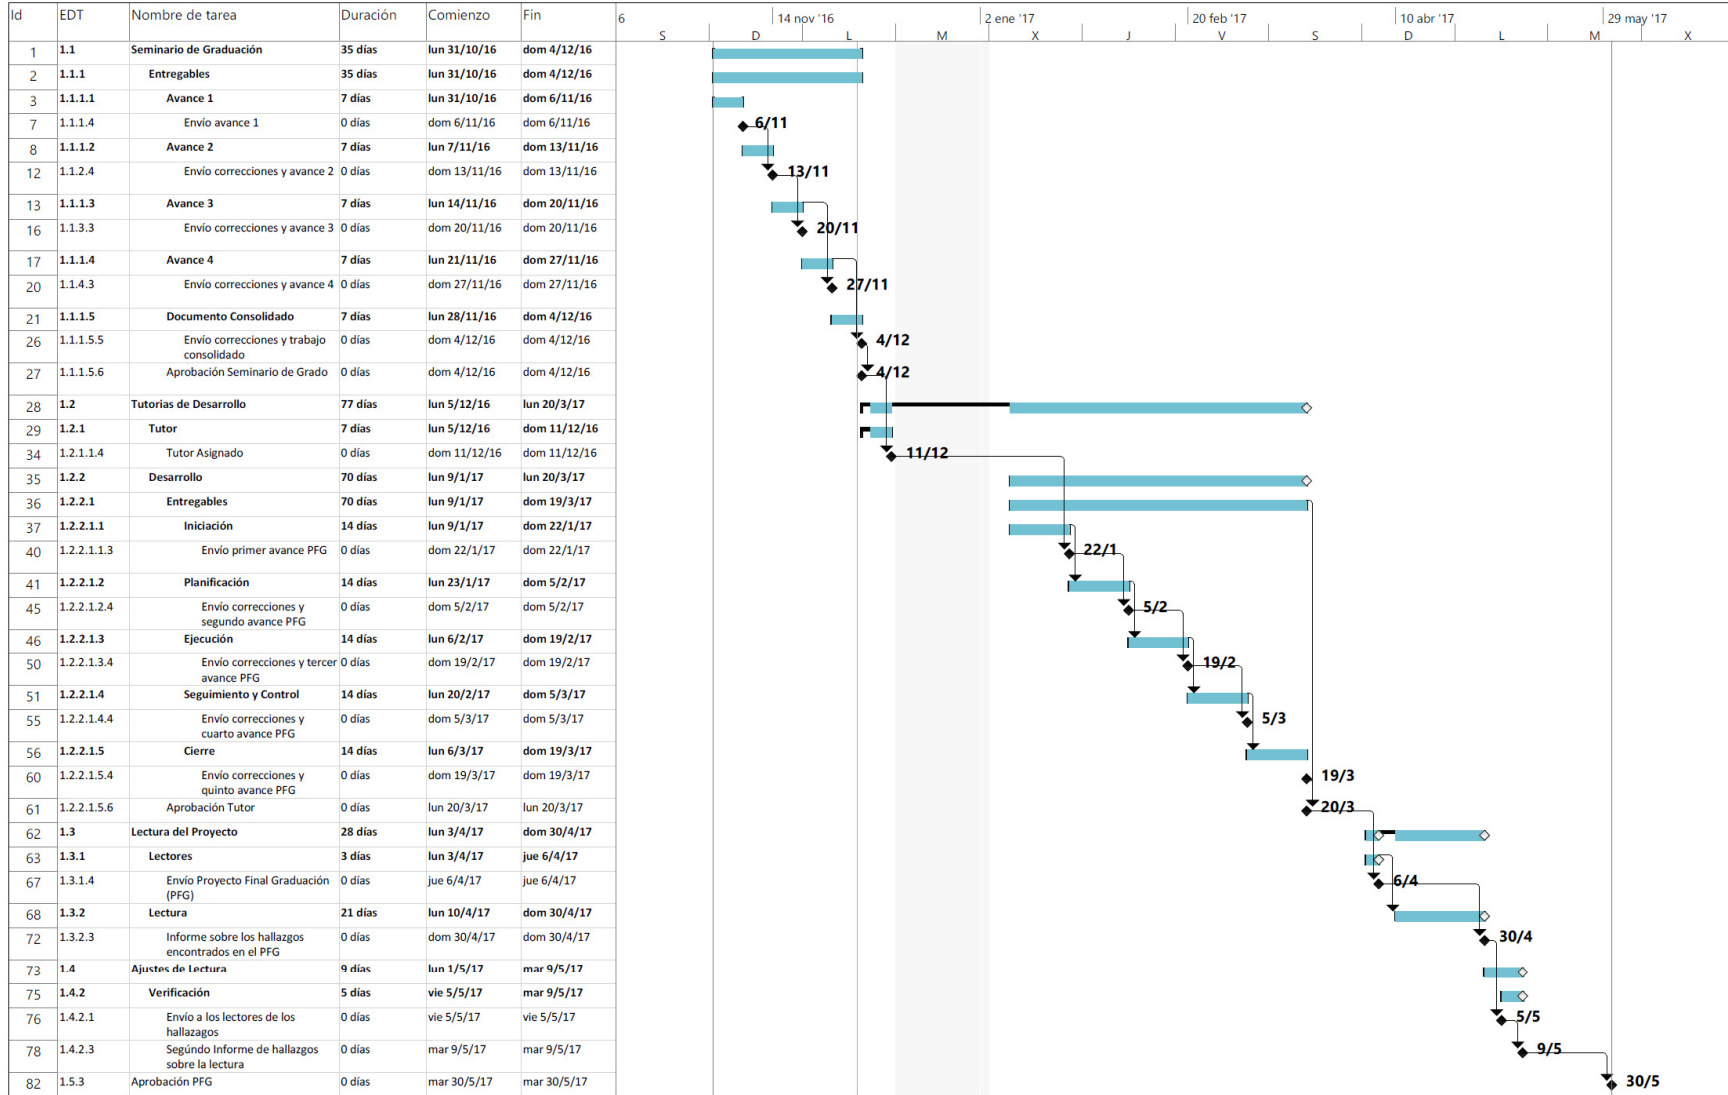 Id EDT Nombre de tarea Duración Comienzo Fin 6 14 nov '16 2 ene '17 20 feb '17 10 abr '17 29 may '17
S D L M X J V S D L M X
1 1.1 Seminario de Graduación 35 días lun 31/10/16 dom 4/12/16
2 1.1.1 Entregables 35 días lun 31/10/16 dom 4/12/16
3 1.1.1.1 Avance 1 7 días lun 31/10/16 dom 6/11/16
7 1.1.1.4 Envío avance 1 0 días dom 6/11/16 dom 6/11/16 6/11
8 1.1.1.2 Avance 2 7 días lun 7/11/16 dom 13/11/16
12 1.1.2.4 Envío correcciones y avance 2 0 días dom 13/11/16 dom 13/11/16 13/11
13 1.1.1.3 Avance 3 7 días lun 14/11/16 dom 20/11/16
16 1.1.3.3 Envío correcciones y avance 3 0 días dom 20/11/16 dom 20/11/16 20/11
17 1.1.1.4 Avance 4 7 días lun 21/11/16 dom 27/11/16
20 1.1.4.3 Envío correcciones y avance 4 0 días dom 27/11/16 dom 27/11/16 27/11
21 1.1.1.5 Documento Consolidado 7 días lun 28/11/16 dom 4/12/16
26 1.1.1.5.5 Envío correcciones y trabajo 0 días dom 4/12/16 dom 4/12/16 4/12
consolidado
27 1.1.1.5.6 Aprobación Seminario de Grado 0 días dom 4/12/16 dom 4/12/16 4/12
28 1.2 Tutorias de Desarrollo 77 días lun 5/12/16 lun 20/3/17
29 1.2.1 Tutor 7 días lun 5/12/16 dom 11/12/16
34 1.2.1.1.4 Tutor Asignado 0 días dom 11/12/16 dom 11/12/16 11/12
35 1.2.2 Desarrollo 70 días lun 9/1/17 lun 20/3/17
36 1.2.2.1 Entregables 70 días lun 9/1/17 dom 19/3/17
37 1.2.2.1.1 Iniciación 14 días lun 9/1/17 dom 22/1/17
40 1.2.2.1.1.3 Envío primer avance PFG 0 días dom 22/1/17 dom 22/1/17 22/1
41 1.2.2.1.2 Planificación 14 días lun 23/1/17 dom 5/2/17
45 1.2.2.1.2.4 Envío correcciones y 0 días dom 5/2/17 dom 5/2/17 5/2
segundo avance PFG
46 1.2.2.1.3 Ejecución 14 días lun 6/2/17 dom 19/2/17
50 1.2.2.1.3.4 Envío correcciones y tercer 0 días dom 19/2/17 dom 19/2/17 19/2
avance PFG
51 1.2.2.1.4 Seguimiento y Control 14 días lun 20/2/17 dom 5/3/17
55 1.2.2.1.4.4 Envío correcciones y 0 días dom 5/3/17 dom 5/3/17 5/3
cuarto avance PFG
56 1.2.2.1.5 Cierre 14 días lun 6/3/17 dom 19/3/17
60 1.2.2.1.5.4 Envío correcciones y 0 días dom 19/3/17 dom 19/3/17 19/3
quinto avance PFG
61 1.2.2.1.5.6 Aprobación Tutor 0 días lun 20/3/17 lun 20/3/17 20/3
62 1.3 Lectura del Proyecto 28 días lun 3/4/17 dom 30/4/17
63 1.3.1 Lectores 3 días lun 3/4/17 jue 6/4/17
67 1.3.1.4 Envío Proyecto Final Graduación 0 días jue 6/4/17 jue 6/4/17 6/4
(PFG)
68 1.3.2 Lectura 21 días lun 10/4/17 dom 30/4/17
72 1.3.2.3 Informe sobre los hallazgos 0 días dom 30/4/17 dom 30/4/17 30/4
encontrados en el PFG
73 1.4 Ajustes de Lectura 9 días lun 1/5/17 mar 9/5/17
75 1.4.2 Verificación 5 días vie 5/5/17 mar 9/5/17
76 1.4.2.1 Envío a los lectores de los 0 días vie 5/5/17 vie 5/5/17 5/5
hallazagos
78 1.4.2.3 Segúndo Informe de hallazgos 0 días mar 9/5/17 mar 9/5/17 9/5
sobre la lectura
82 1.5.3 Aprobación PFG 0 días mar 30/5/17 mar 30/5/17 30/5